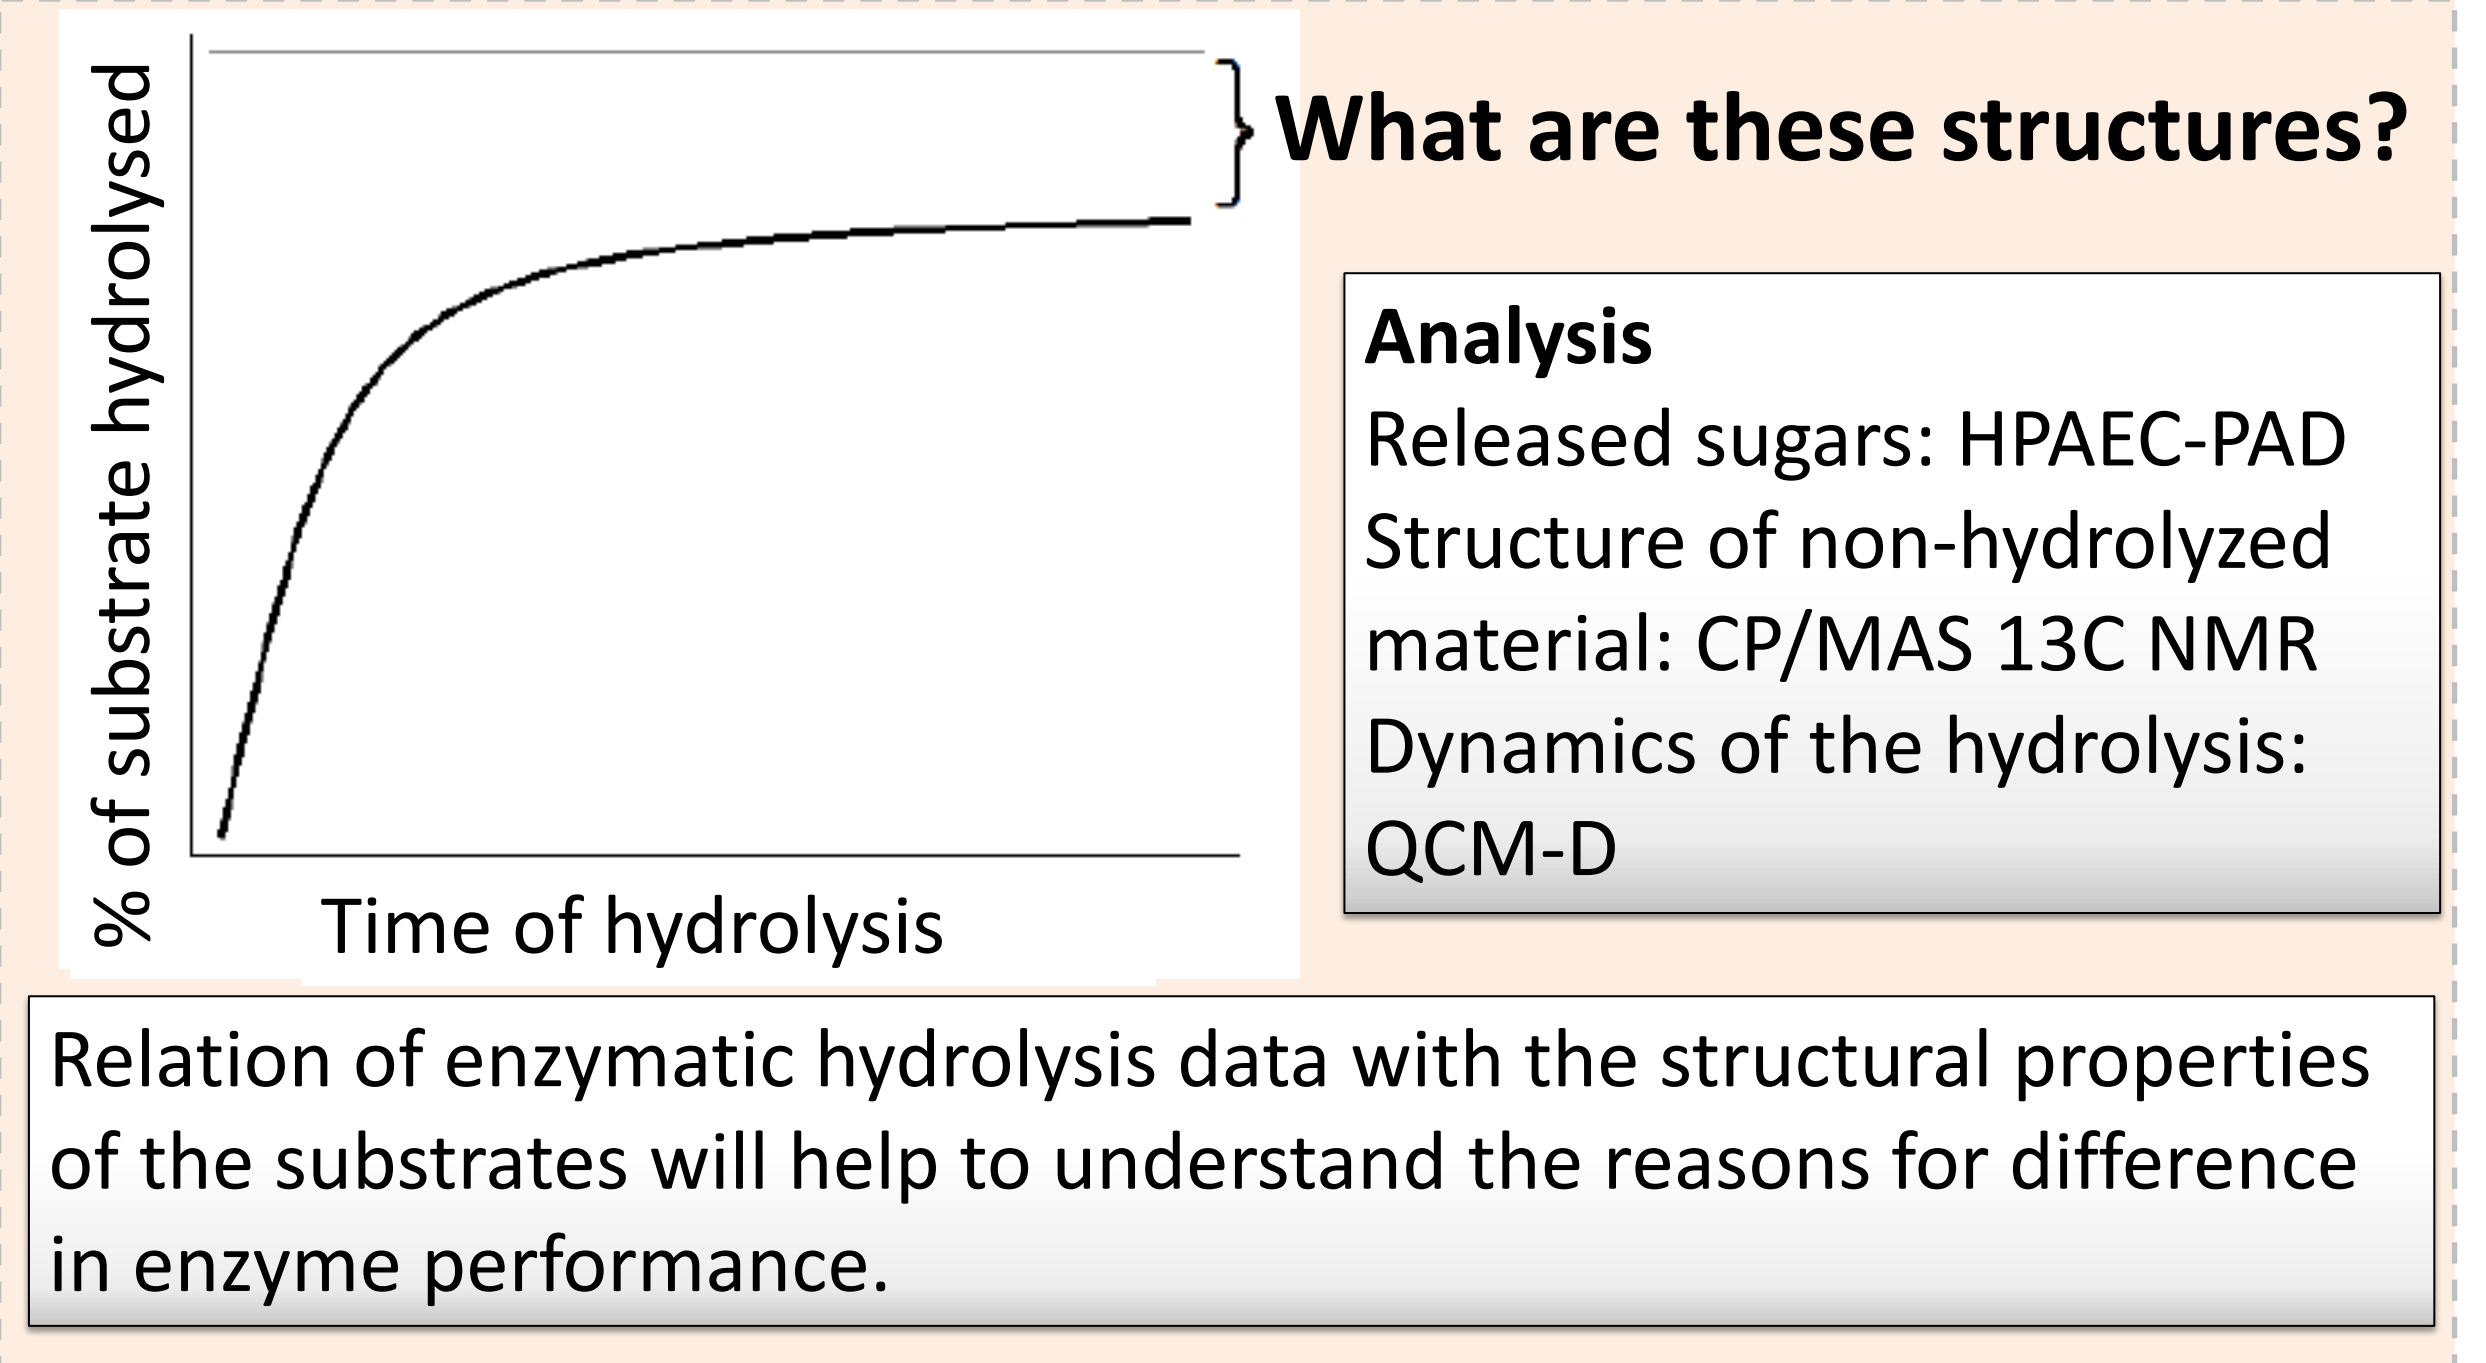 % of substrate hydrolysed
Time of hydrolysis
What are these structures?
Analysis
Released sugars: HPAEC-PAD
Structure of non-hydrolyzed
material: CP/MAS 13C NMR
Dynamics of the hydrolysis:
QCM-D
Relation of enzymatic hydrolysis data with the structural properties
of the substrates will help to understand the reasons for difference
in enzyme performance.